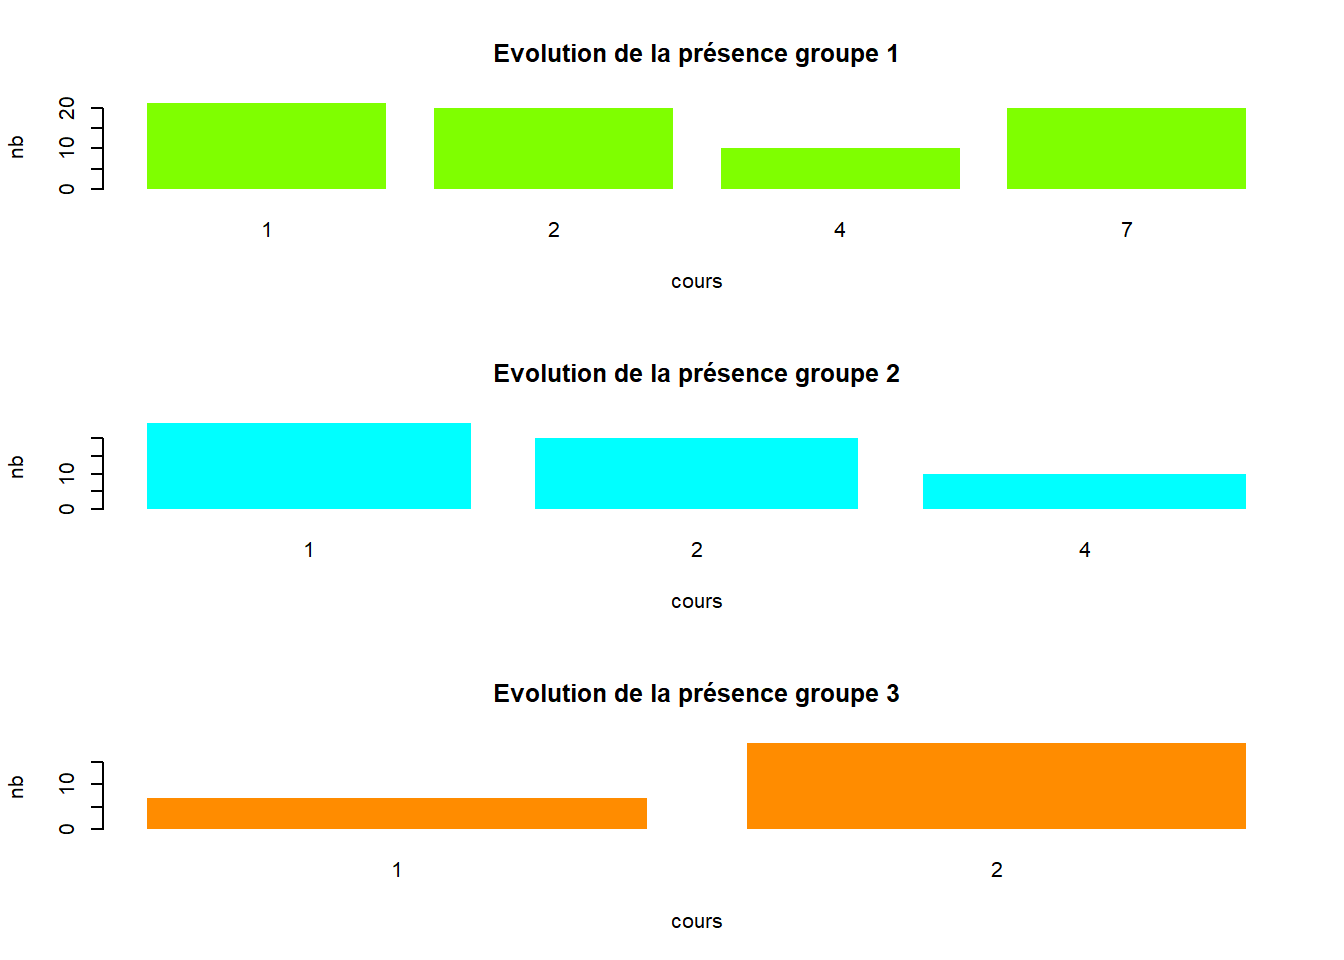 Evolution de la présence groupe 1
nb
20
10
0
1 2 4 7
cours
Evolution de la présence groupe 2
nb
10
0
1 2 4
cours
Evolution de la présence groupe 3
nb
10
0
1 2
cours